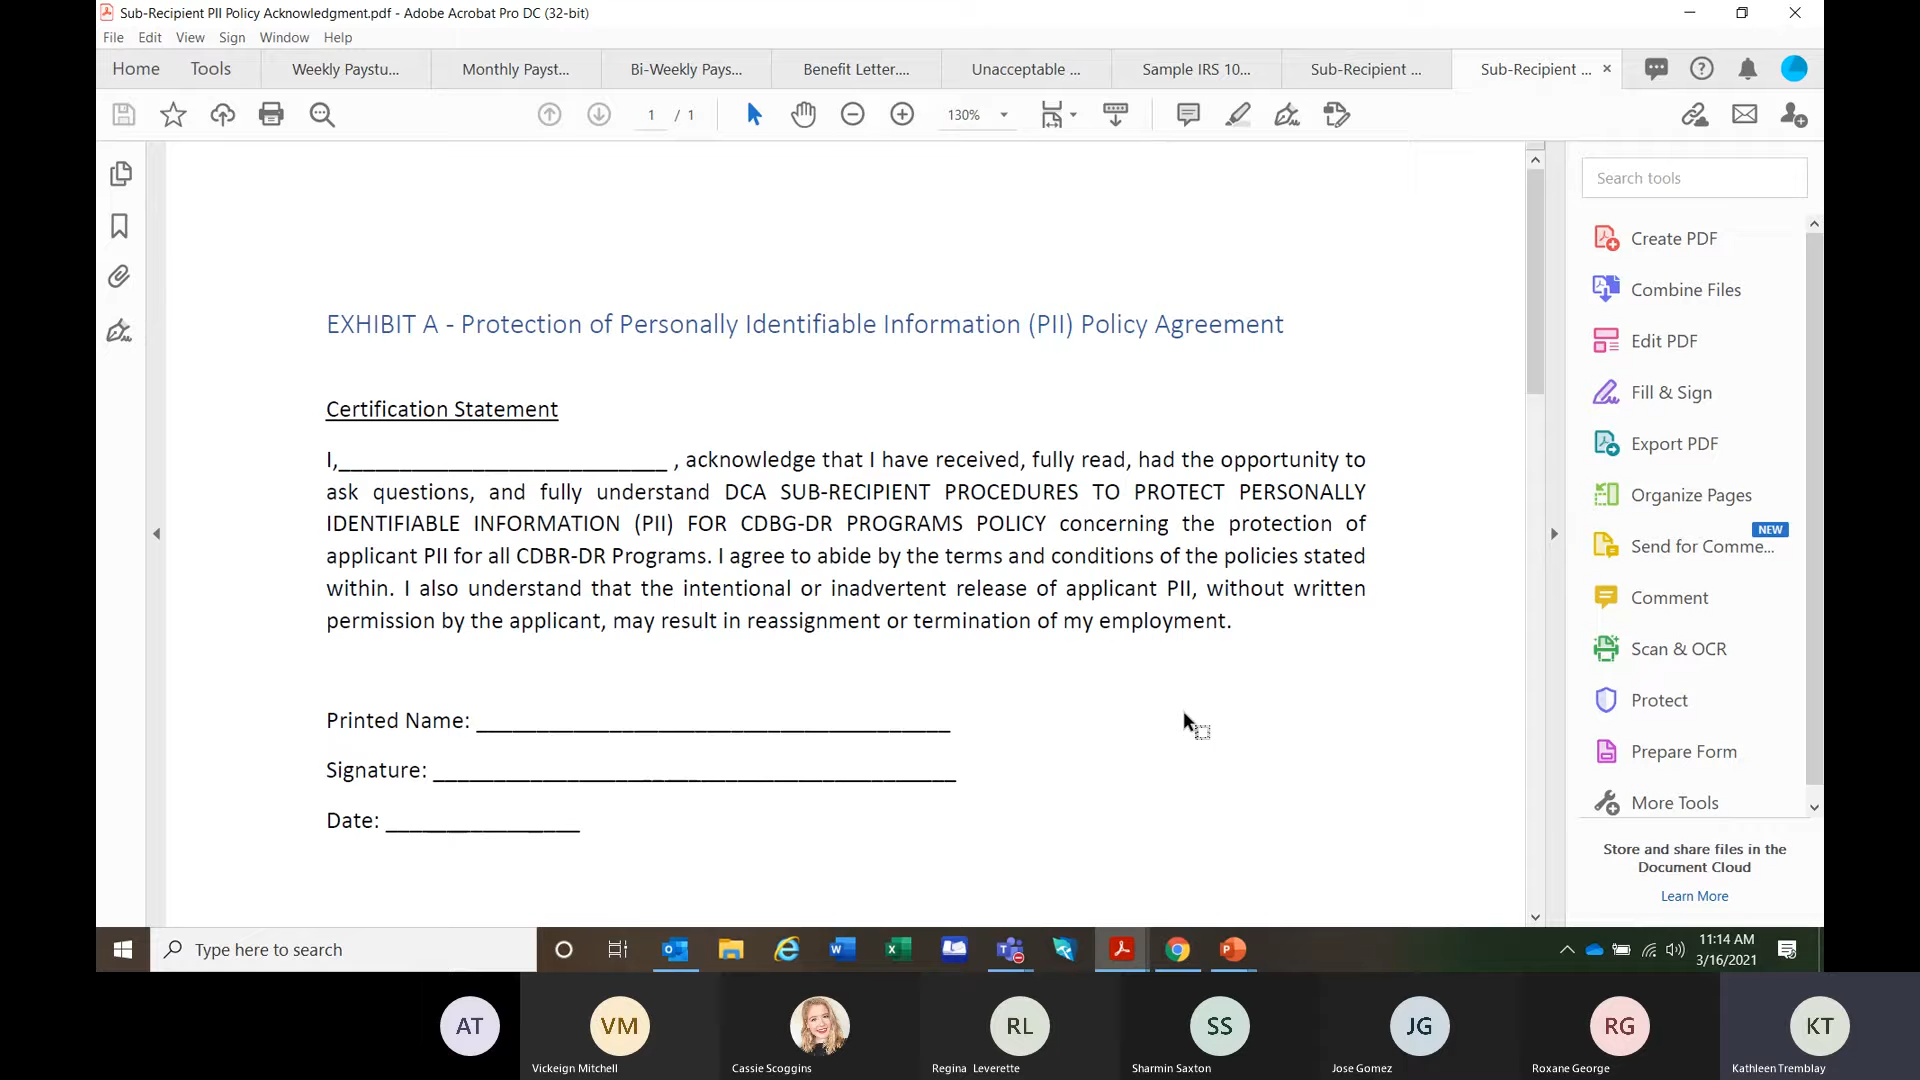 Sub-Recipient PII Policy Acknowledgment.pdf - Adobe Acrobat Pro DC (32-bit)
File Edit View Sign Window Help
Home Tools Weekly Paystu... Monthly Payst... Bi-Weekly Pays... Benefit Letter.... Unacceptable ... Sample IRS 10... Sub-Recipient ... Sub-Recipient ... ×
1 / 1 130%
Search tools
Create PDF
Combine Files
Edit PDF
Fill & Sign
Export PDF
Organize Pages
NEW
Send for Comme...
Comment
Scan & OCR
Protect
Prepare Form
More Tools
Store and share files in the
Document Cloud
Learn More
EXHIBIT A - Protection of Personally Identifiable Information (PII) Policy Agreement
Certification Statement
I,___________________________ , acknowledge that I have received, fully read, had the opportunity to
ask questions, and fully understand DCA SUB-RECIPIENT PROCEDURES TO PROTECT PERSONALLY
IDENTIFIABLE INFORMATION (PII) FOR CDBG-DR PROGRAMS POLICY concerning the protection of
applicant PII for all CDBR-DR Programs. I agree to abide by the terms and conditions of the policies stated
within. I also understand that the intentional or inadvertent release of applicant PII, without written
permission by the applicant, may result in reassignment or termination of my employment.
Printed Name: _______________________________________
Signature: ___________________________________________
Date: ________________
Type here to search
11:14 AM
3/16/2021
AT VM RL SS JG RG KT
Vickeign Mitchell Cassie Scoggins Regina Leverette Sharmin Saxton Jose Gomez Roxane George Kathleen Tremblay